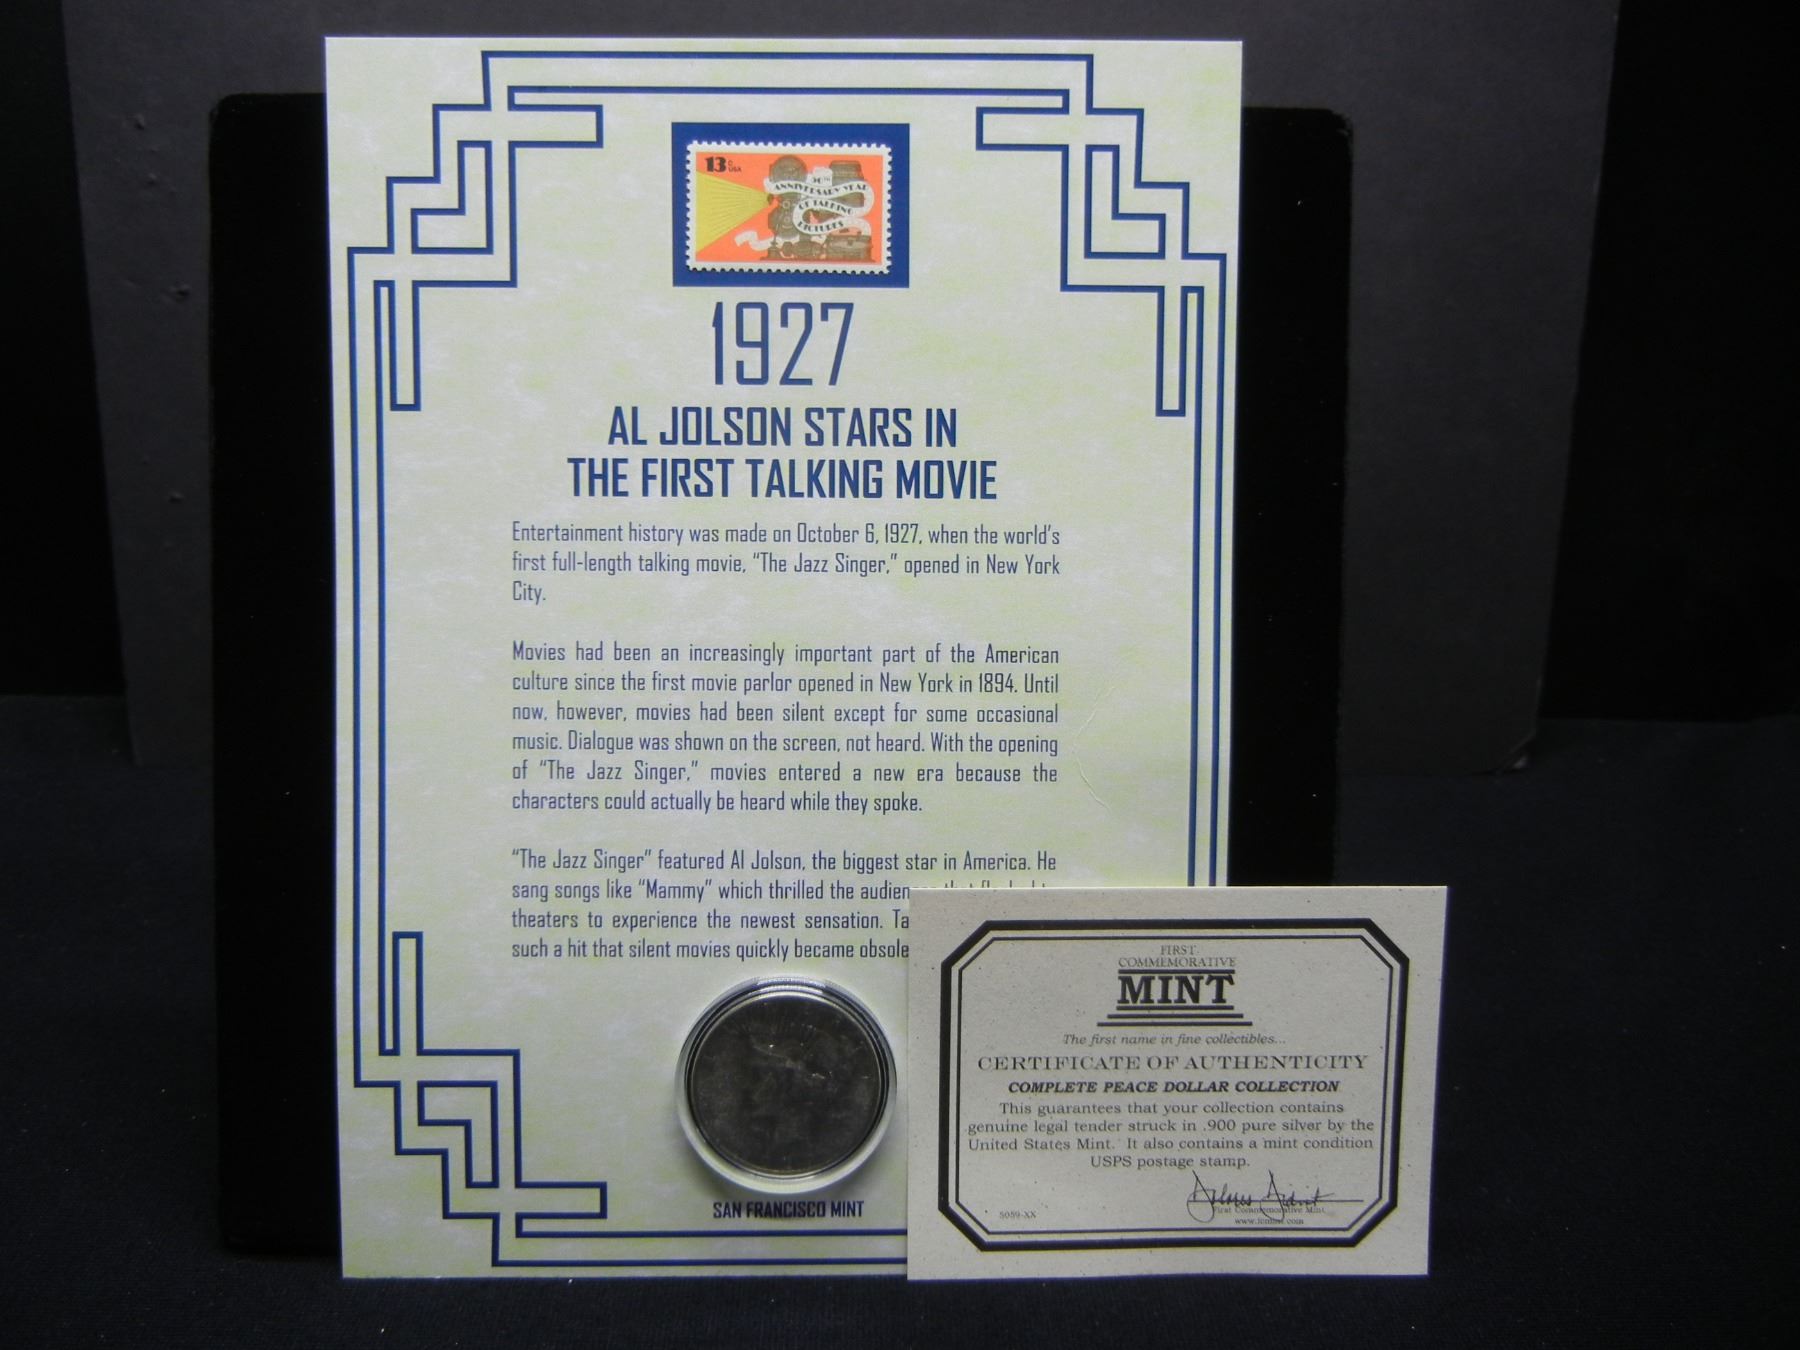 13c
USA
50TH
ANNIVERSARY YEAR
OF TALKING
PICTURES
1927
AL JOLSON STARS IN
THE FIRST TALKING MOVIE
Entertainment history was made on October 6, 1927, when the world's
first full-length talking movie, "The Jazz Singer," opened in New York
City.
Movies had been an increasingly important part of the American
culture since the first movie parlor opened in New York in 1894. Until
now, however, movies had been silent except for some occasional
music. Dialogue was shown on the screen, not heard. With the opening
of "The Jazz Singer," movies entered a new era because the
characters could actually be heard while they spoke.
"The Jazz Singer" featured Al Jolson, the biggest star in America. He
sang songs like "Mammy" which thrilled the
theaters to experience the newest sensation.
such a hit that silent movies quickly became
SAN FRANCISCO MINT
FIRST
COMMEMORATIVE
MINT
The first name in fine collectibles...
CERTIFICATE OF AUTHENTICITY
COMPLETE PEACE DOLLAR COLLECTION
This guarantees that your collection contains
genuine legal tender struck in .900 pure silver by the
United States Mint. It also contains a mint condition
USPS postage stamp.
First Commemorative Mint
5059-XX
www.fcmint.com